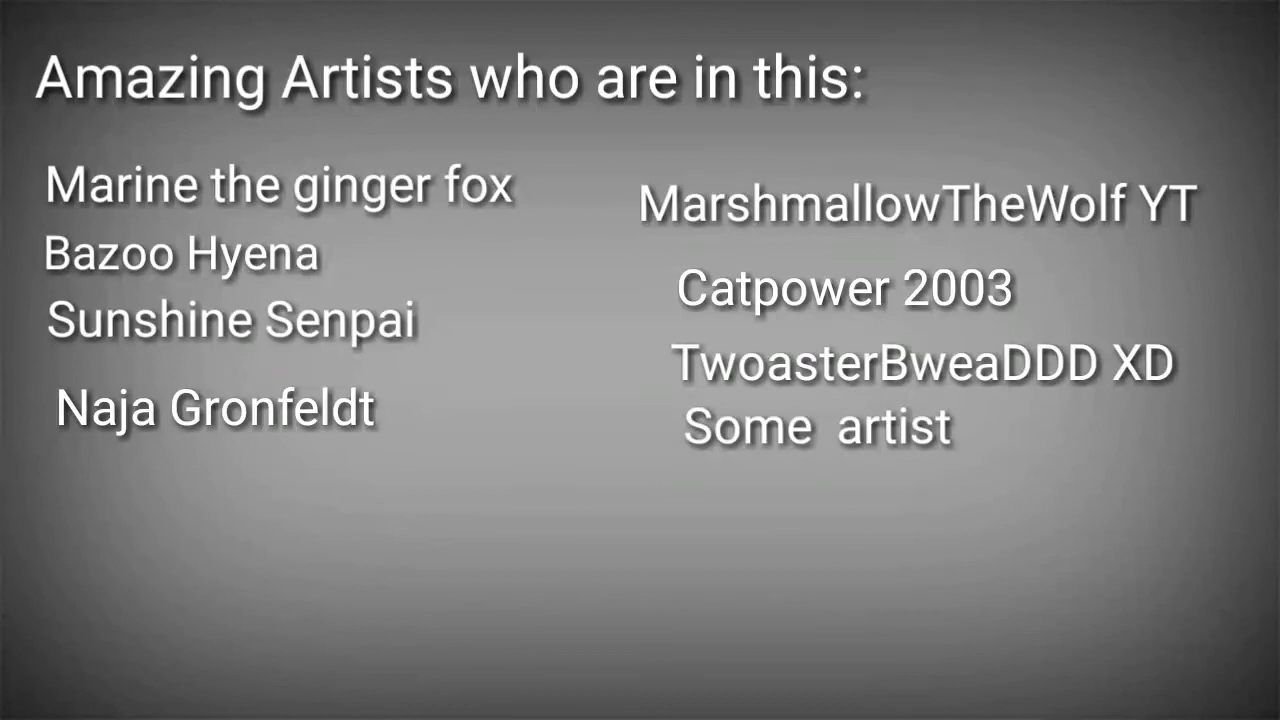 Amazing Artists who are in this:
Marine the ginger fox
Bazoo Hyena
Sunshine Senpai
Naja Gronfeldt
MarshmallowTheWolf YT
Catpower 2003
TwoasterBweaDDD XD
Some artist